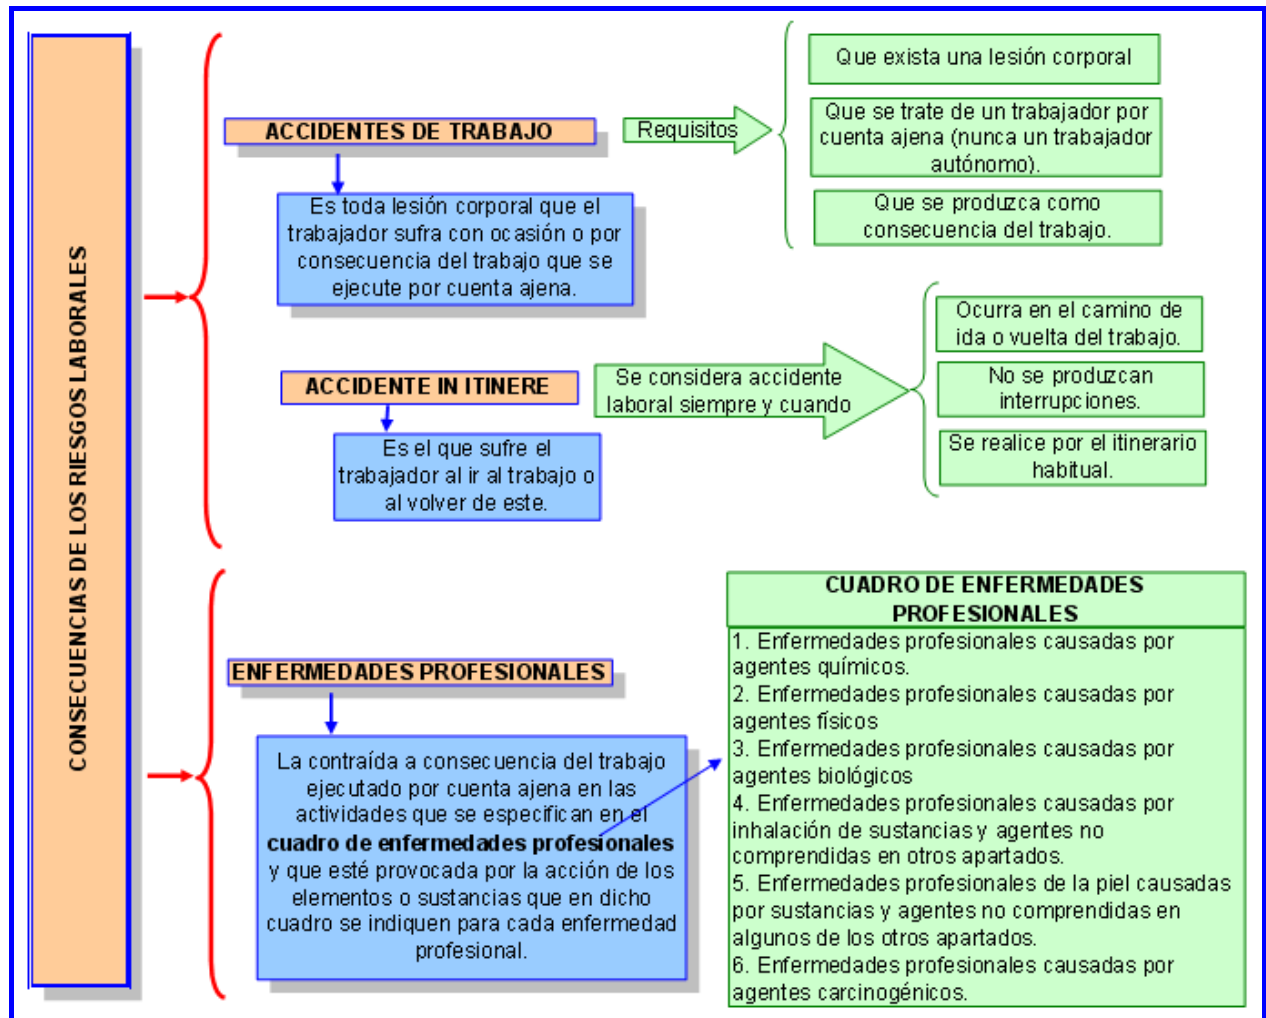 CONSECUENCIAS DE LOS RIESGOS LABORALES
ACCIDENTES DE TRABAJO
Es toda lesión corporal que el
trabajador sufra con ocasión o por
consecuencia del trabajo que se
ejecute por cuenta ajena.
Requisitos
Que exista una lesión corporal
Que se trate de un trabajador por
cuenta ajena (nunca un trabajador
autónomo).
Que se produzca como
consecuencia del trabajo.
ACCIDENTE IN ITINERE
Es el que sufre el
trabajador al ir al trabajo o
al volver de este.
Se considera accidente
laboral siempre y cuando
Ocurra en el camino de
ida o vuelta del trabajo.
No se produzcan
interrupciones.
Se realice por el itinerario
habitual.
ENFERMEDADES PROFESIONALES
La contraída a consecuencia del trabajo
ejecutado por cuenta ajena en las
actividades que se especifican en el
cuadro de enfermedades profesionales
y que esté provocada por la acción de los
elementos o sustancias que en dicho
cuadro se indiquen para cada enfermedad
profesional.
CUADRO DE ENFERMEDADES
PROFESIONALES
1. Enfermedades profesionales causadas por
agentes químicos.
2. Enfermedades profesionales causadas por
agentes físicos
3. Enfermedades profesionales causadas por
agentes biológicos
4. Enfermedades profesionales causadas por
inhalación de sustancias y agentes no
comprendidas en otros apartados.
5. Enfermedades profesionales de la piel causadas
por sustancias y agentes no comprendidas en
algunos de los otros apartados.
6. Enfermedades profesionales causadas por
agentes carcinogénicos.